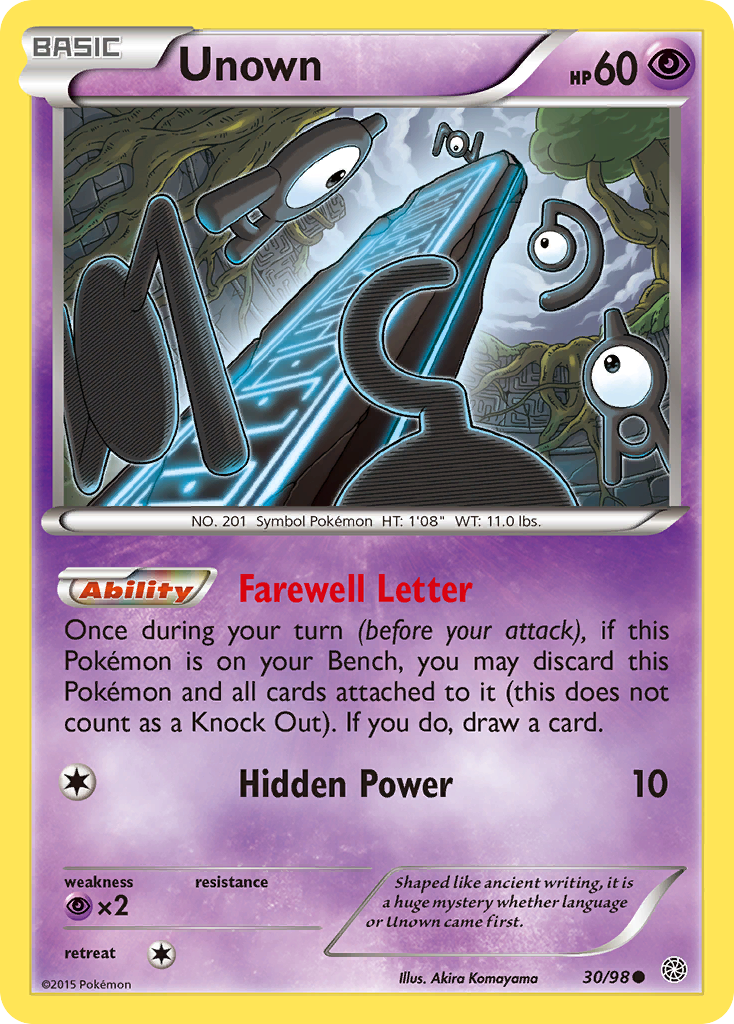 BASIC
Unown
HP60
NO. 201 Symbol Pokémon HT: 1'08" WT: 11.0 lbs.
Ability Farewell Letter
Once during your turn (before your attack), if this
Pokémon is on your Bench, you may discard this
Pokémon and all cards attached to it (this does not
count as a Knock Out). If you do, draw a card.
Hidden Power 10
weakness resistance
×2
retreat
Shaped like ancient writing, it is
a huge mystery whether language
or Unown came first.
©2015 Pokémon
Illus. Akira Komayama
30/98